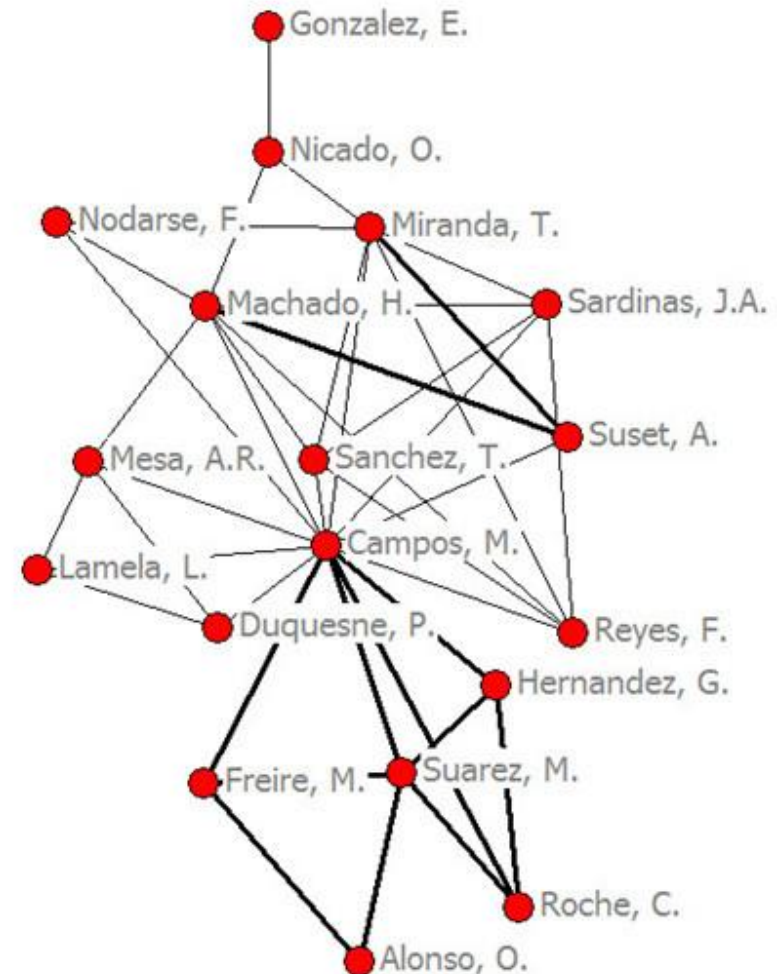 Gonzalez, E.
Nicado, O.
Nodarse, F.
Miranda, T.
Machado, H.
Sardinas, J.A.
Suset, A.
Mesa, A.R.
Sanchez, T.
Campos, M.
Lamela, L.
Duquesne, P.
Reyes, F.
Hernandez, G.
Freire, M.
Suarez, M.
Roche, C.
Alonso, O.